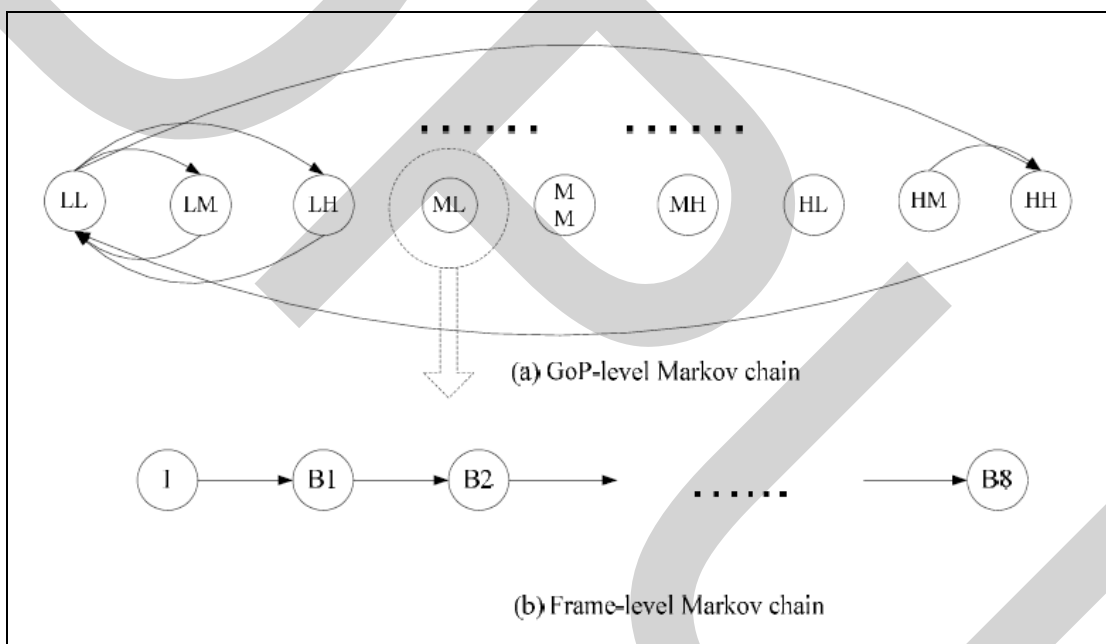 LL
LM
LH
ML
M
M
MH
HL
HM
HH
(a) GoP-level Markov chain
I
B1
B2
B8
(b) Frame-level Markov chain